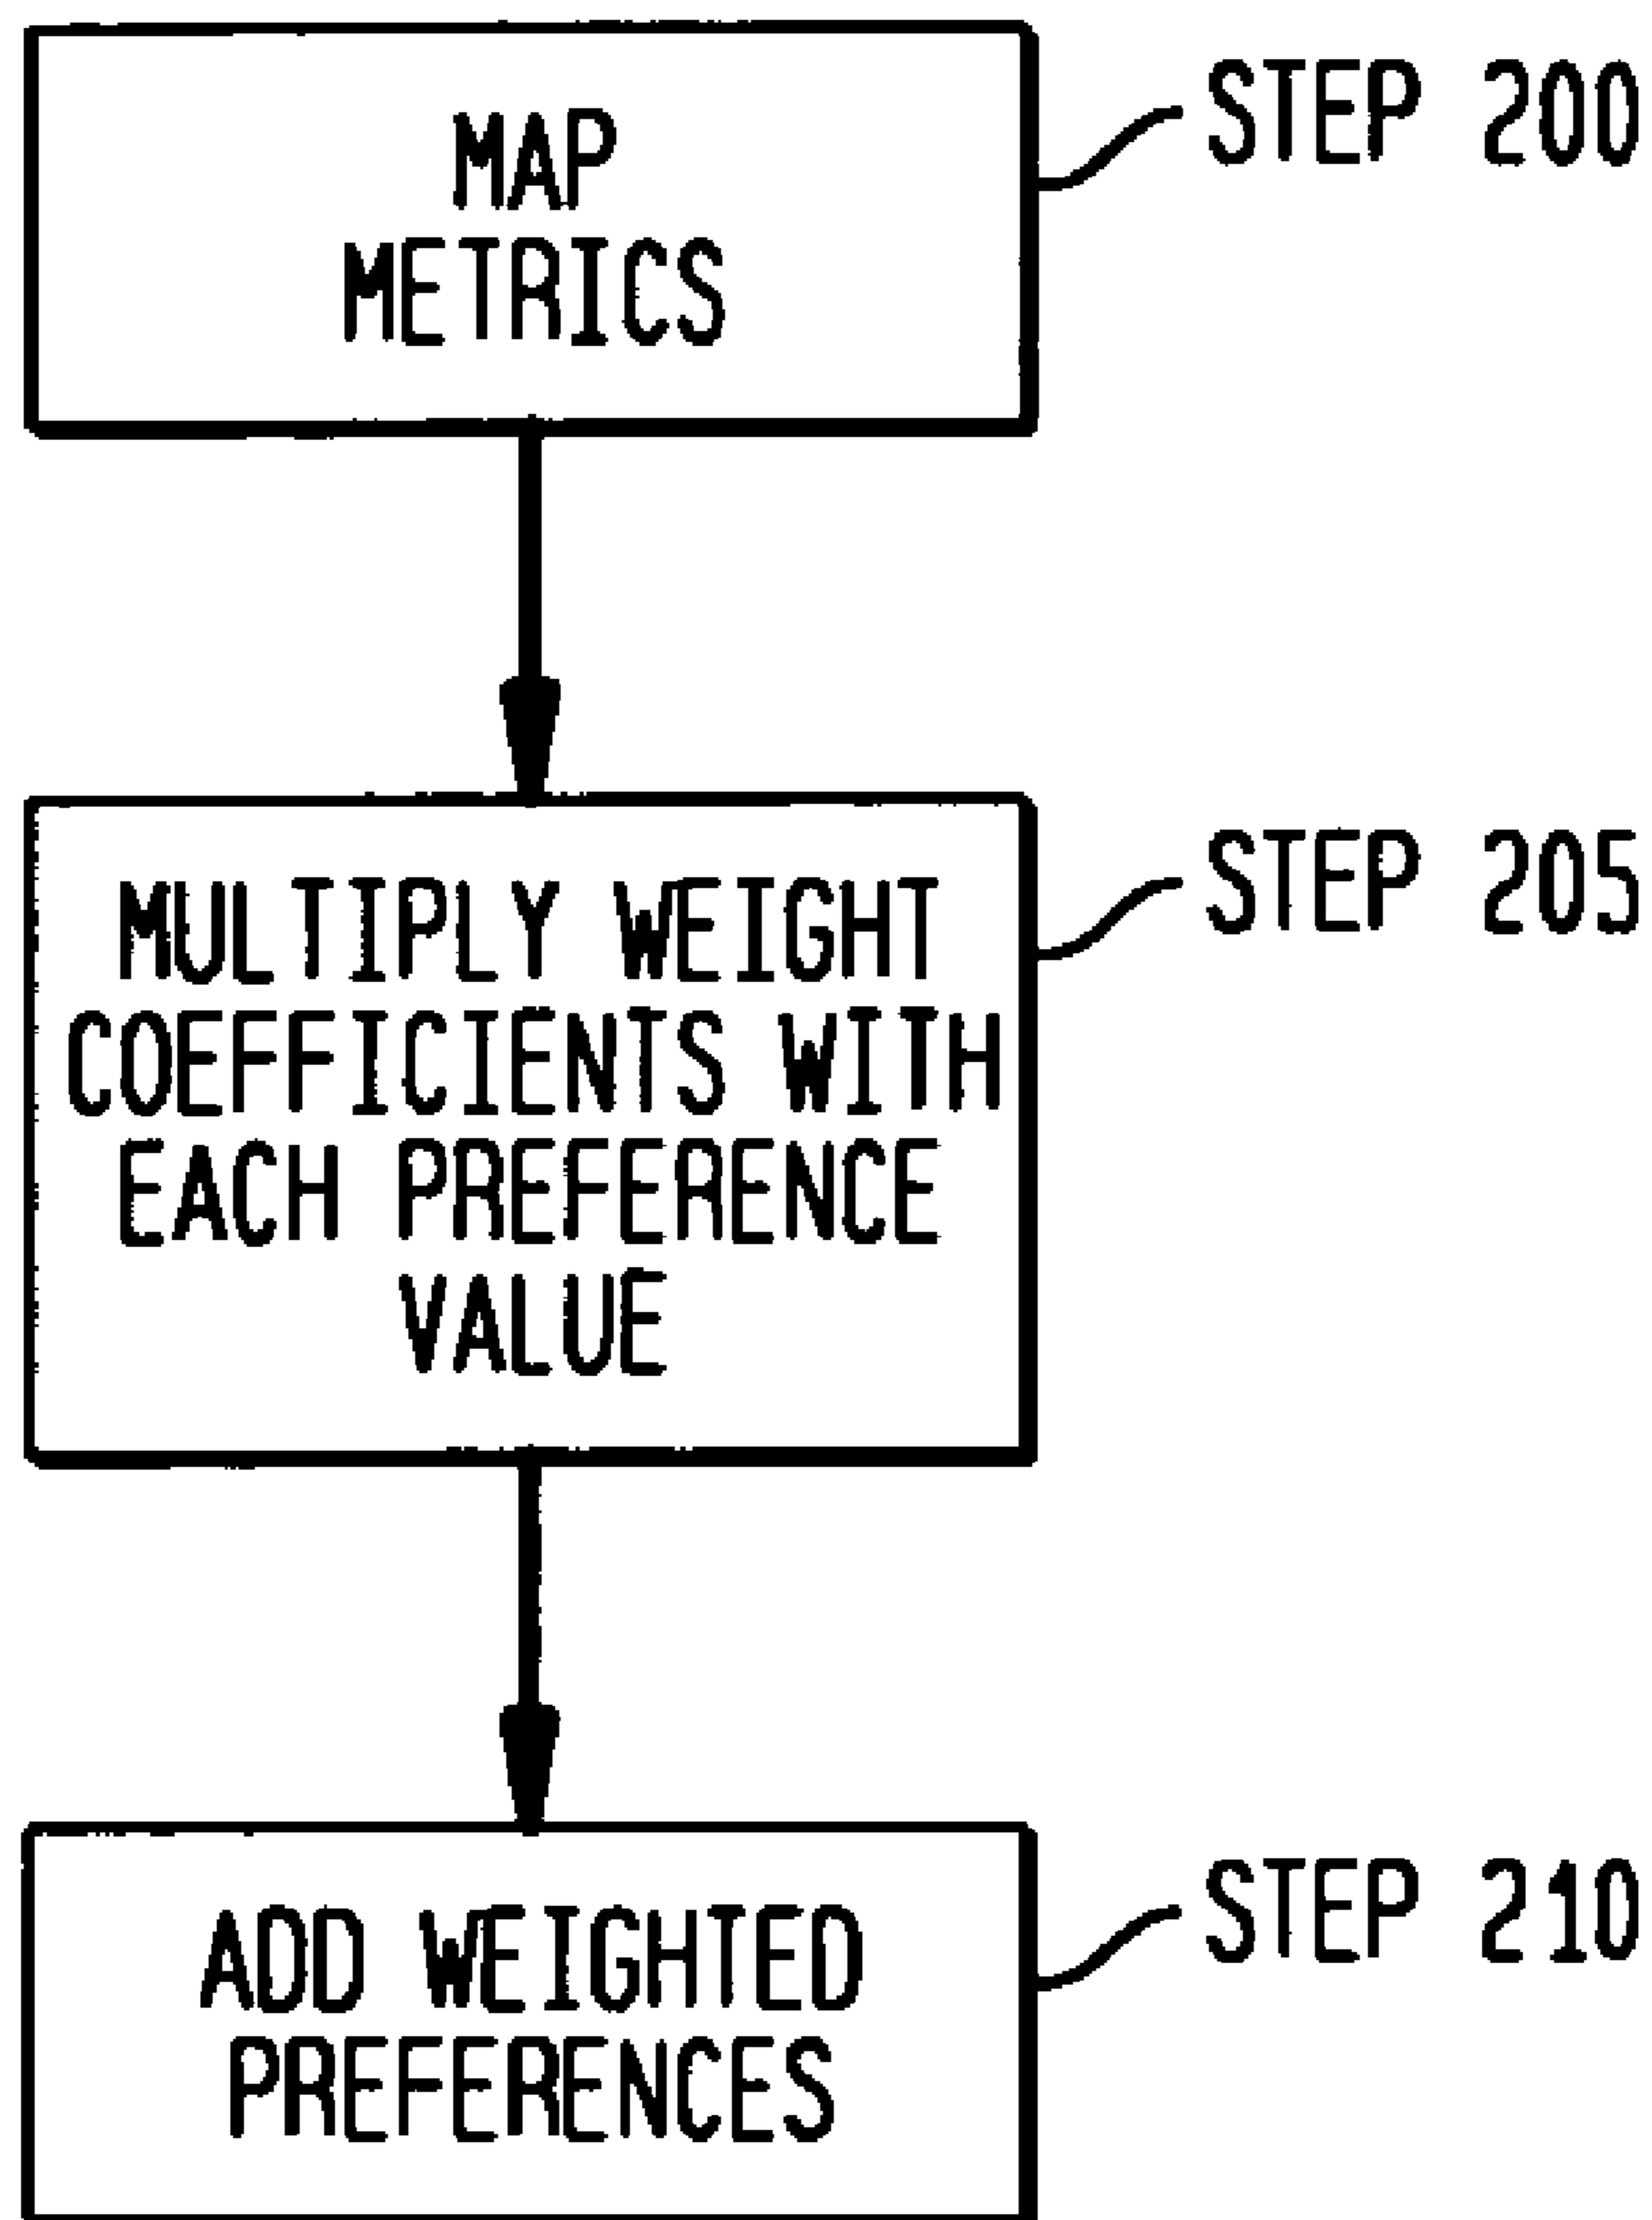 MAP
METRICS
STEP 200
MULTIPLY WEIGHT
COEFFICIENTS WITH
EACH PREFERENCE
VALUE
STEP 205
ADD WEIGHTED
PREFERENCES
STEP 210